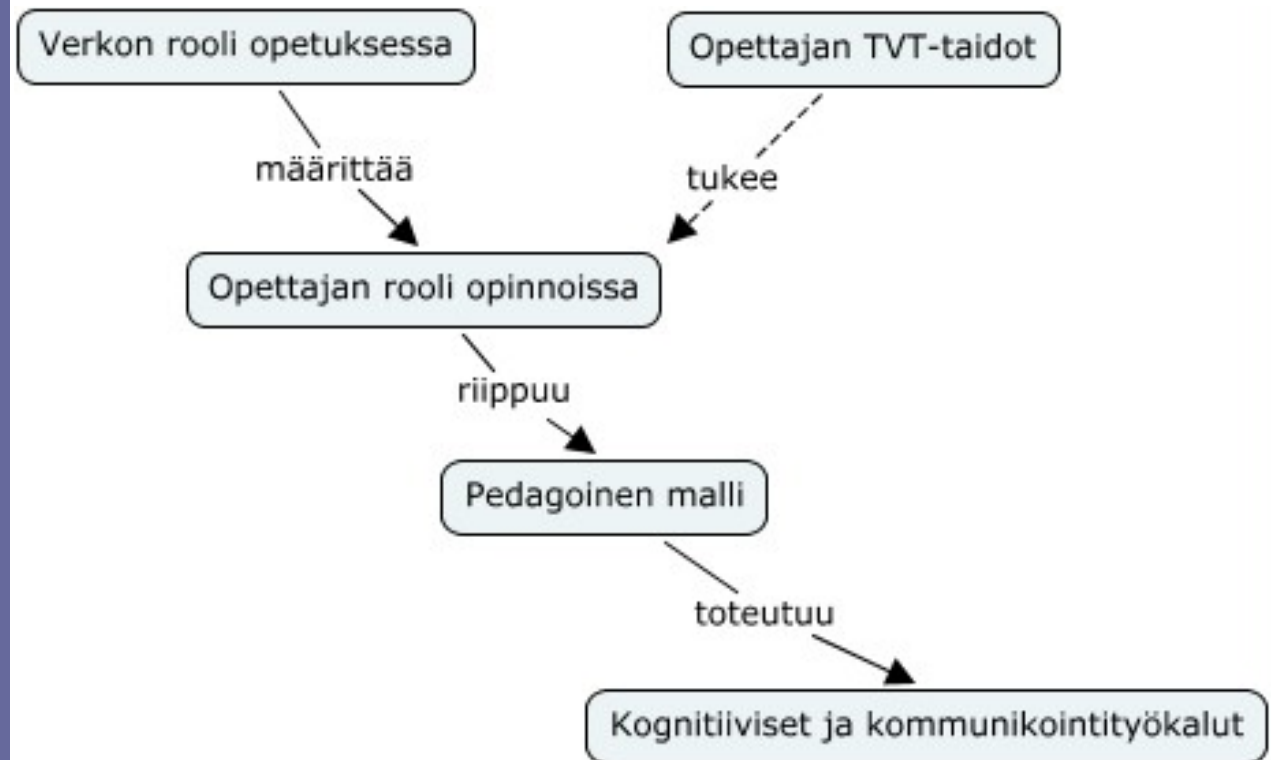 Verkon rooli opetuksessa
Opettajan TVT-taidot
määrittää
tukee
Opettajan rooli opinnoissa
riippuu
Pedagoinen malli
toteutuu
Kognitiiviset ja kommunikointityökalut